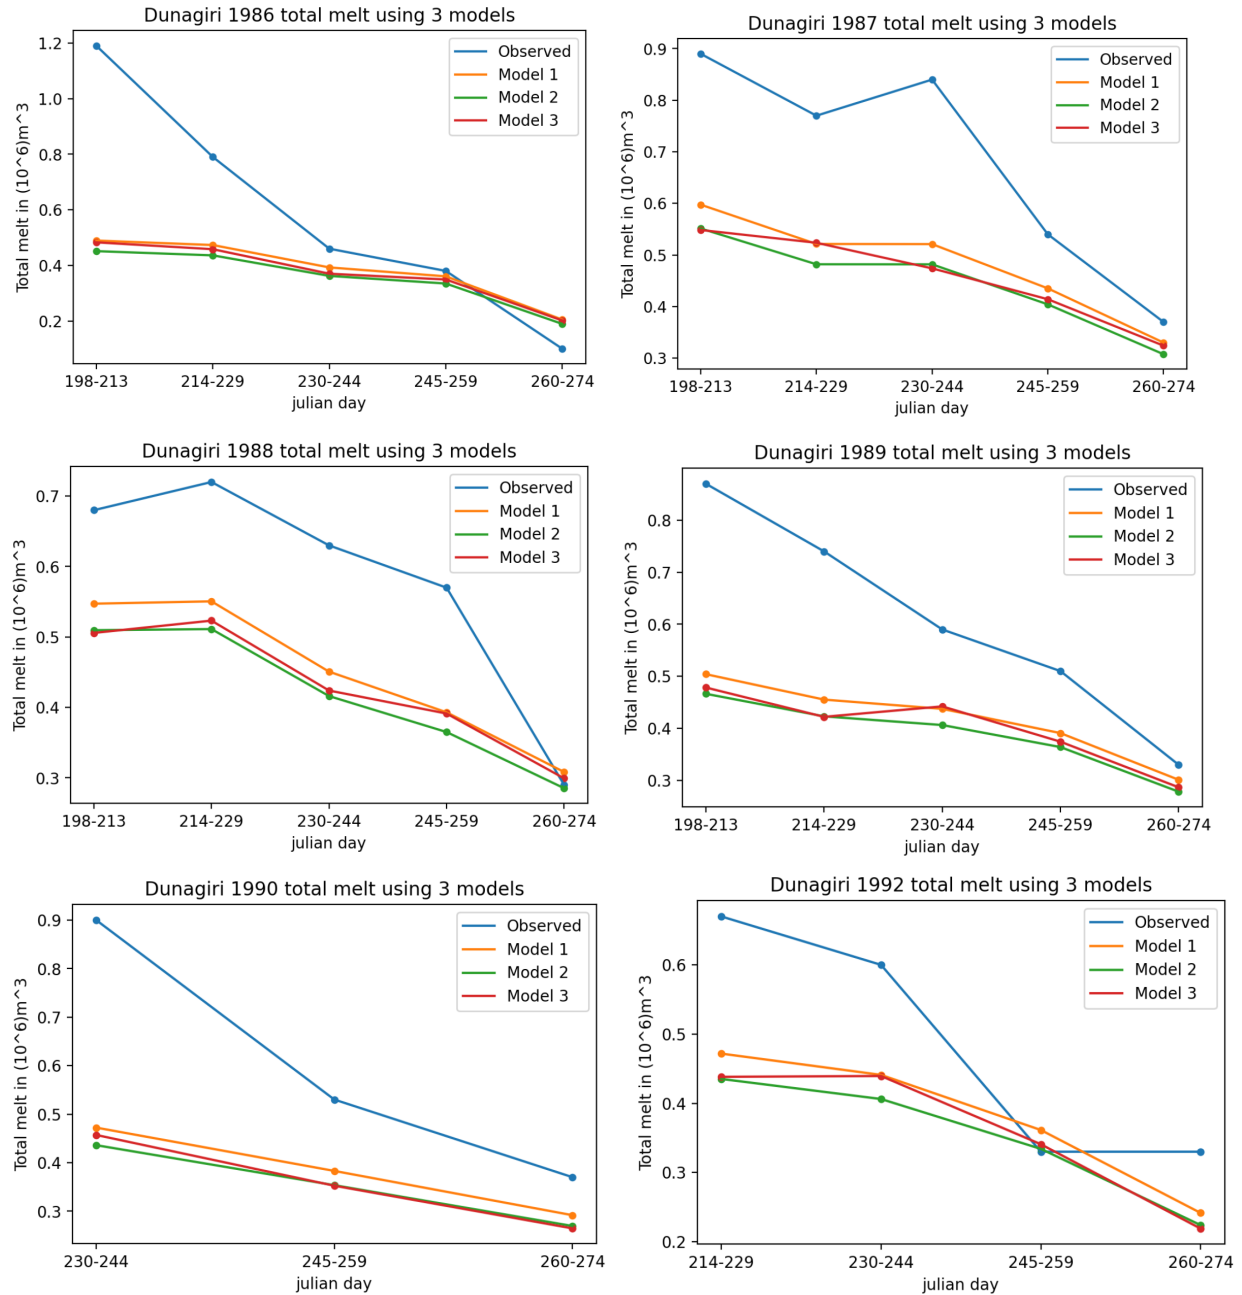 Dunagiri 1986 total melt using 3 models
Total melt in (10^6)m^3
1.2
1.0
0.8
0.6
0.4
0.2
Observed
Model 1
Model 2
Model 3
198-213 214-229 230-244 245-259 260-274
julian day
Dunagiri 1987 total melt using 3 models
Total melt in (10^6)m^3
0.9
0.8
0.7
0.6
0.5
0.4
0.3
Observed
Model 1
Model 2
Model 3
198-213 214-229 230-244 245-259 260-274
julian day
Dunagiri 1988 total melt using 3 models
Total melt in (10^6)m^3
0.7
0.6
0.5
0.4
0.3
Observed
Model 1
Model 2
Model 3
198-213 214-229 230-244 245-259 260-274
julian day
Dunagiri 1989 total melt using 3 models
Total melt in (10^6)m^3
0.8
0.7
0.6
0.5
0.4
0.3
Observed
Model 1
Model 2
Model 3
198-213 214-229 230-244 245-259 260-274
julian day
Dunagiri 1990 total melt using 3 models
Total melt in (10^6)m^3
0.9
0.8
0.7
0.6
0.5
0.4
0.3
Observed
Model 1
Model 2
Model 3
230-244 245-259 260-274
julian day
Dunagiri 1992 total melt using 3 models
Total melt in (10^6)m^3
0.6
0.5
0.4
0.3
0.2
Observed
Model 1
Model 2
Model 3
214-229 230-244 245-259 260-274
julian day